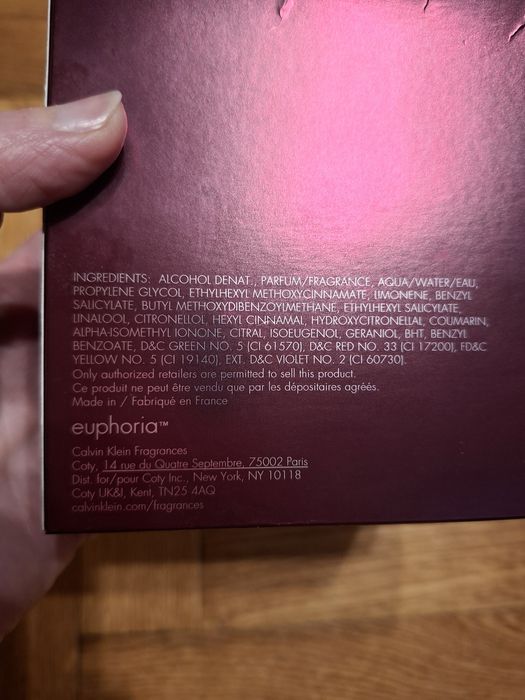 INGREDIENTS: ALCOHOL DENAT., PARFUM/FRAGRANCE, AQUA/WATER/EAU,
PROPYLENE GLYCOL, ETHYLHEXYL METHOXYCINNAMATE, LIMONENE, BENZYL
SALICYLATE, BUTYL METHOXYDIBENZOYLMETHANE, ETHYLHEXYL SALICYLATE,
LINALOOL, CITRONELLOL, HEXYL CINNAMAL, HYDROXYCITRONELLAL, COUMARIN,
ALPHA-ISOMETHYL IONONE, CITRAL, ISOEUGENOL, GERANIOL, BHT, BENZYL
BENZOATE, D&C GREEN NO. 5 (CI 61570), D&C RED NO. 33 (CI 17200), FD&C
YELLOW NO. 5 (CI 19140), EXT. D&C VIOLET NO. 2 (CI 60730).
Only authorized retailers are permitted to sell this product.
Ce produit ne peut être vendu que par les dépositaires agréés.
Made in / Fabriqué en France
euphoria™
Calvin Klein Fragrances
Coty, 14 rue du Quatre Septembre, 75002 Paris
Dist. for/pour Coty Inc., New York, NY 10118
Coty UK&I, Kent, TN25 4AQ
calvinklein.com/fragrances